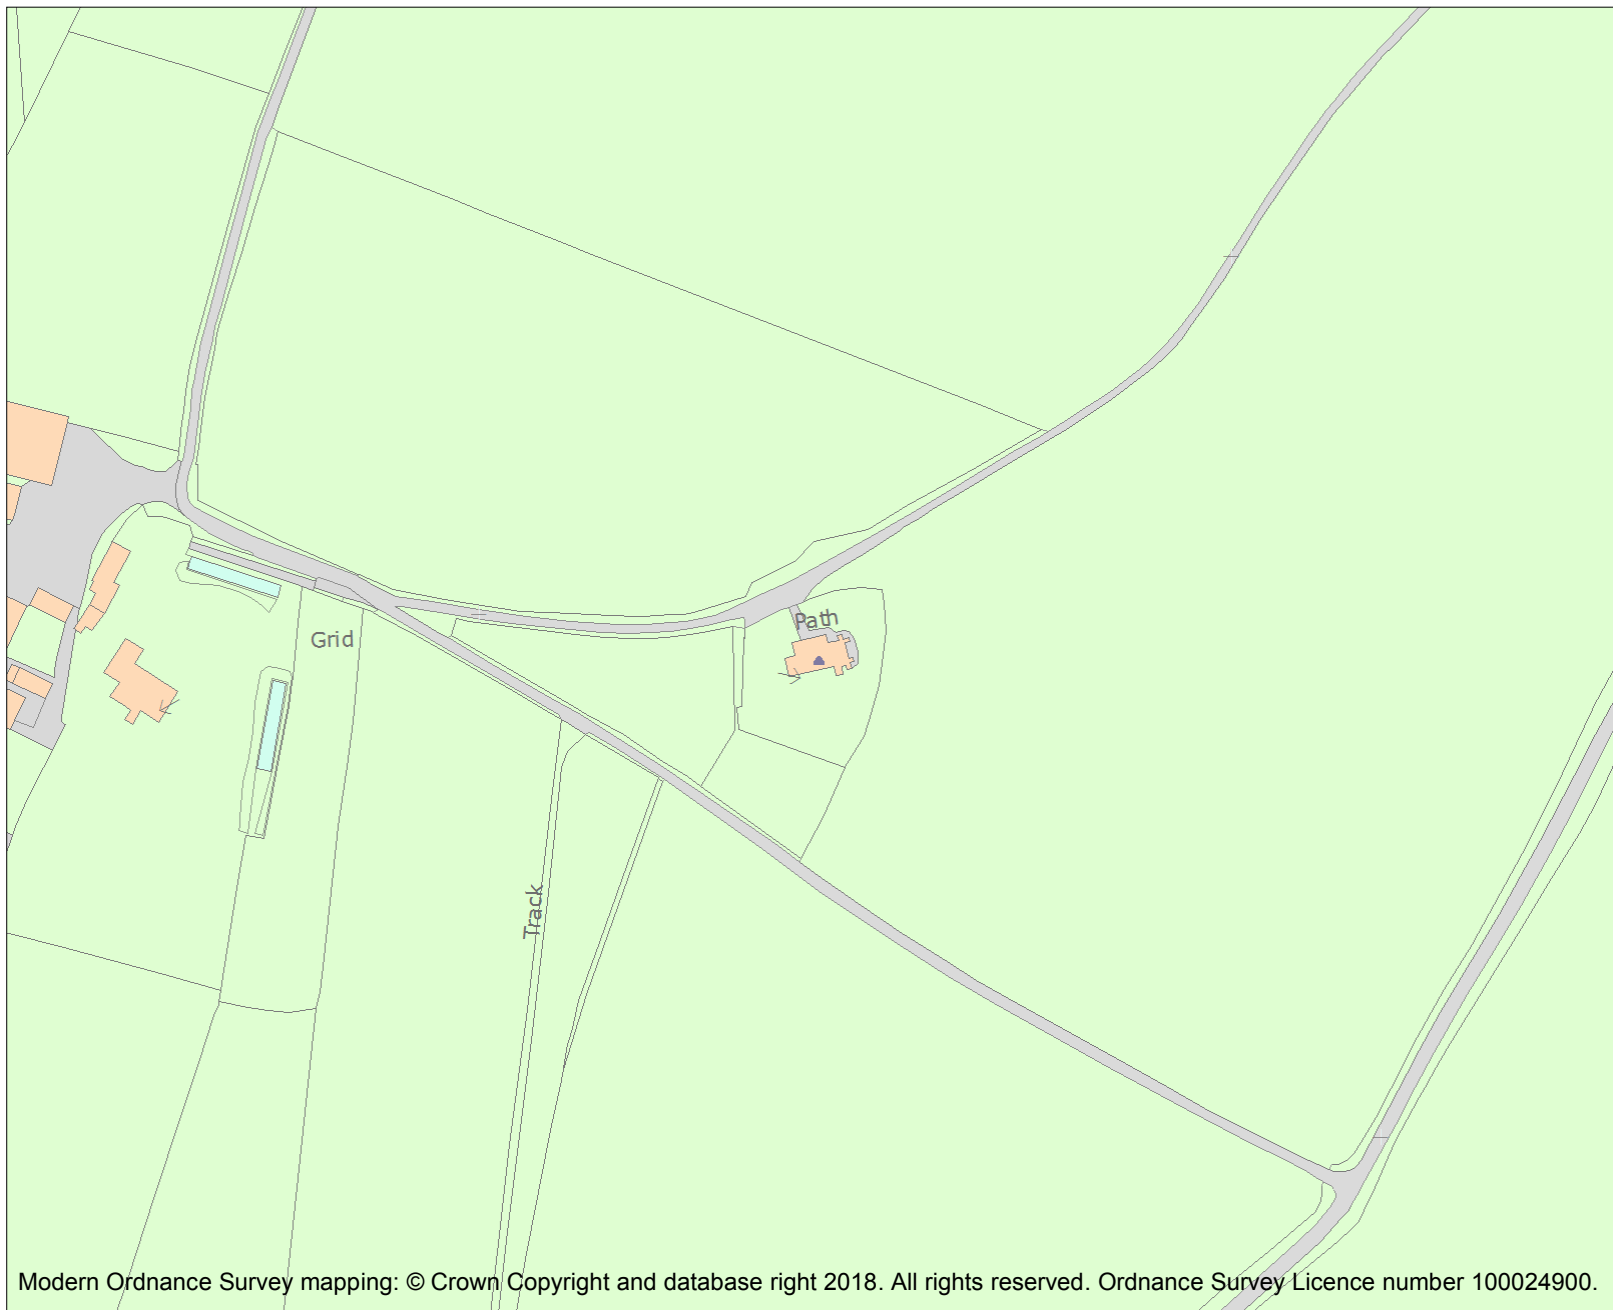 Path
Grid
Track
Modern Ordnance Survey mapping: © Crown Copyright and database right 2018. All rights reserved. Ordnance Survey Licence number 100024900.